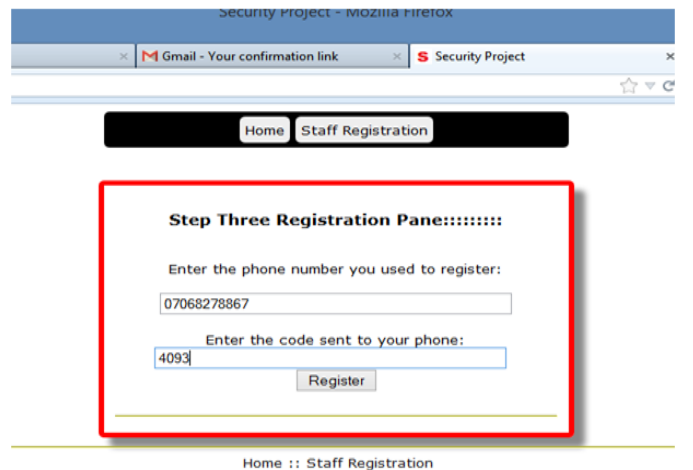 Security Project - Mozilla Firefox
Gmail - Your confirmation link
S Security Project
Home Staff Registration
Step Three Registration Pane:::::::::
Enter the phone number you used to register:
07068278867
Enter the code sent to your phone:
4093
Register
Home :: Staff Registration